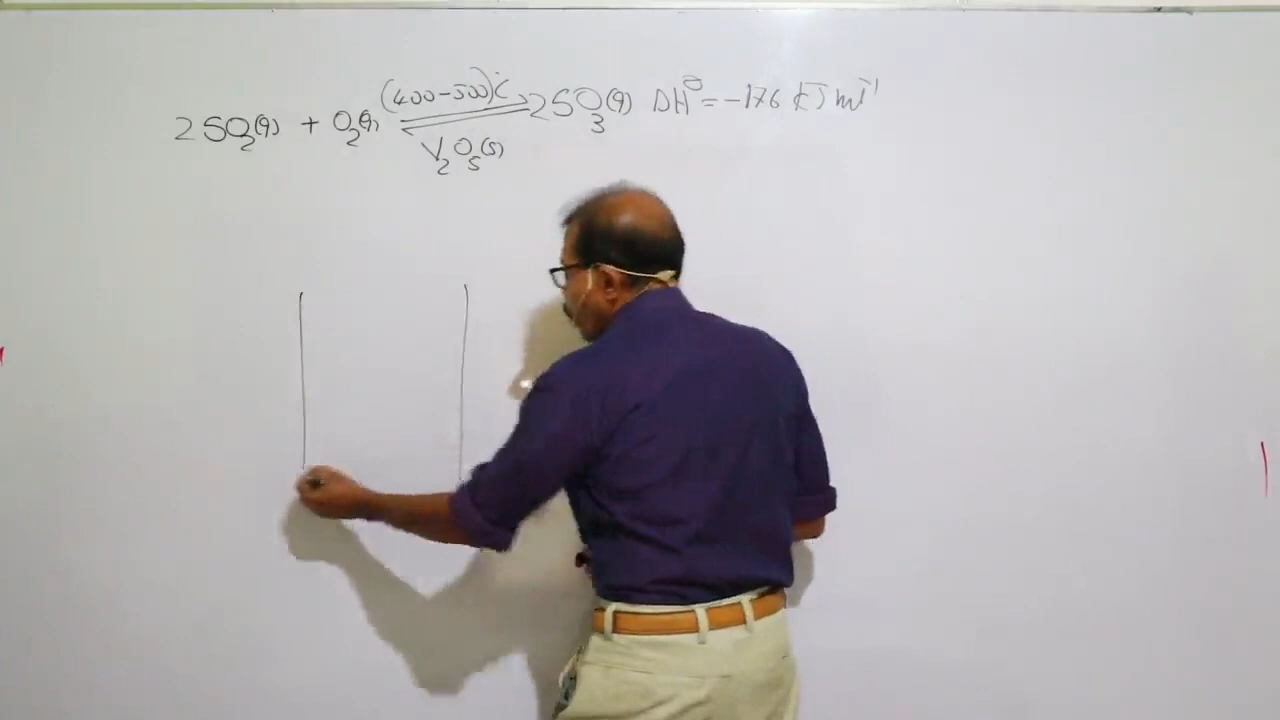 2SO₂(g) + O₂(g) ⇌ 2SO₃(g) ΔH° = -176 kJ mol⁻¹
(400-500)°C
V₂O₅(s)